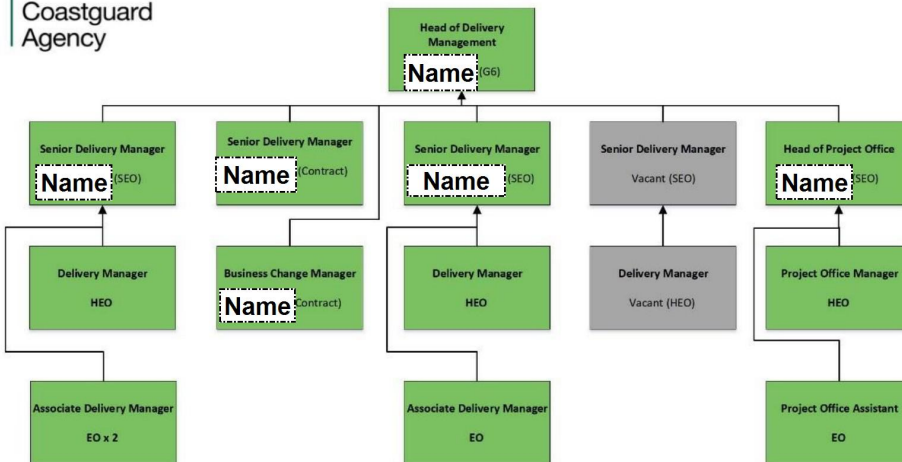 Coastguard
Agency
Head of Delivery
Management
Name (G6)
Senior Delivery Manager
Name (SEO)
Senior Delivery Manager
Name (Contract)
Senior Delivery Manager
Name (SEO)
Senior Delivery Manager
Vacant (SEO)
Head of Project Office
Name (SEO)
Delivery Manager
HEO
Business Change Manager
Name Contract)
Delivery Manager
HEO
Delivery Manager
Vacant (HEO)
Project Office Manager
HEO
Associate Delivery Manager
EO x 2
Associate Delivery Manager
EO
Project Office Assistant
EO